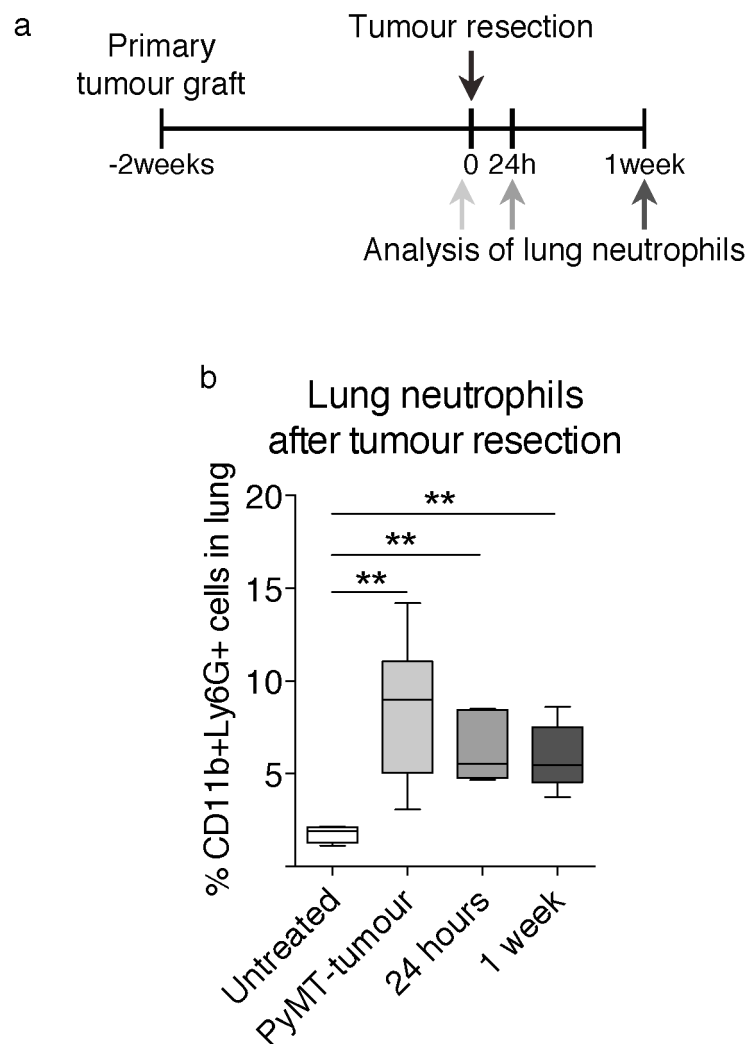 a
Tumour resection
Primary
tumour graft
-2weeks
0
24h
1week
Analysis of lung neutrophils
b
Lung neutrophils
after tumour resection
% CD11b+Ly6G+ cells in lung
20
15
10
5
**
**
**
Untreated
PyMT-tumour
24 hours
1 week